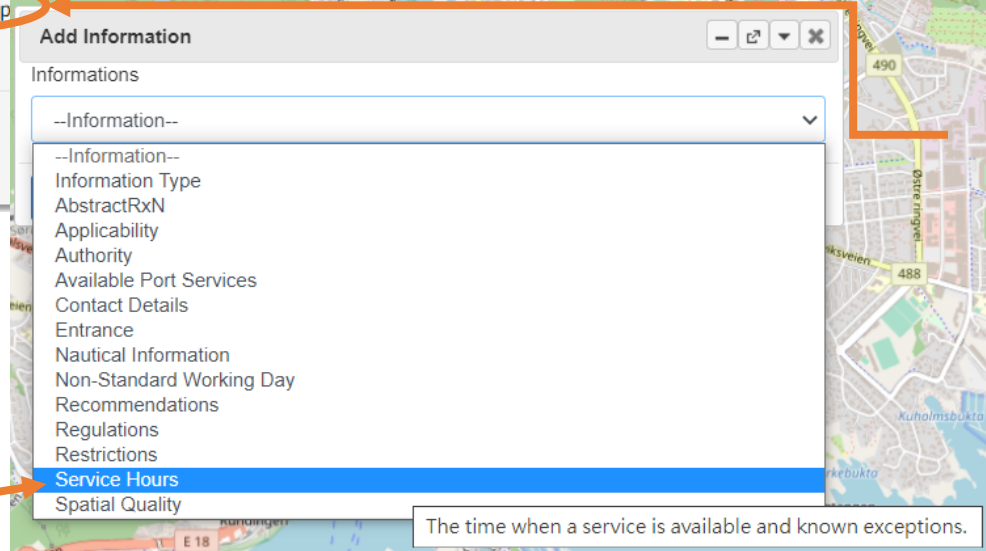 p
Add Information
Informations
--Information--
--Information--
Information Type
AbstractRxN
Applicability
Authority
Available Port Services
Contact Details
Entrance
Nautical Information
Non-Standard Working Day
Recommendations
Regulations
Restrictions
Service Hours
Spatial Quality
The time when a service is available and known exceptions.
490
Østre ringvei
488
Kuholmsbukta
E 18